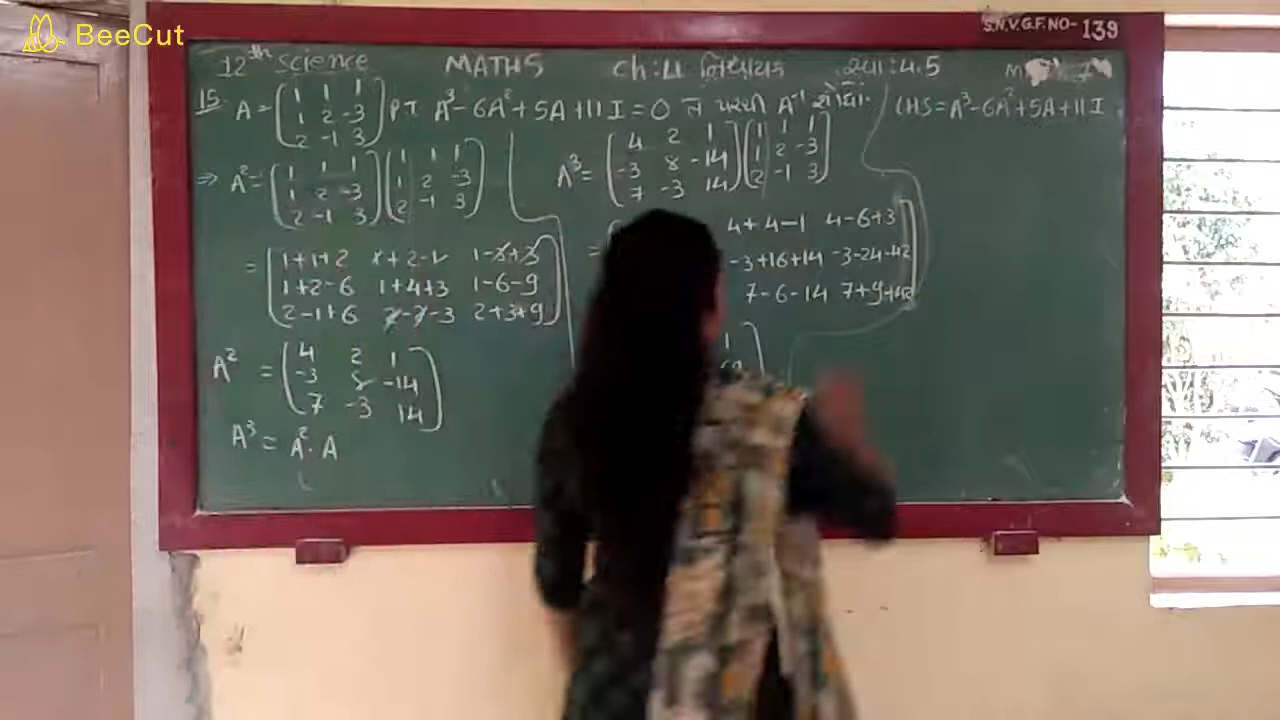 BeeCut
S.N.V.G.F.NO- 139
12th science MATHS Ch:4 નિશ્ચાયક સ્વા:4.5
15. A = [1 1 1; 1 2 -3; 2 -1 3] P.T. A³-6A²+5A+11I=0 ને પરથી A⁻¹ શોધો.
⇒ A² = [1 1 1; 1 2 -3; 2 -1 3] [1 1 1; 1 2 -3; 2 -1 3]
= [1+1+2 1+2-1 1-3+3; 1+2-6 1+4+3 1-6-9; 2-1+6 2-2-3 2+3+9]
A² = [4 2 1; -3 8 -14; 7 -3 14]
A³ = A². A
A³ = [4 2 1; -3 8 -14; 7 -3 14] [1 1 1; 1 2 -3; 2 -1 3]
= 4+4-1 4-6+3
-3+16+14 -3-24-42
7-6-14 7+9+42
1
LHS = A³-6A²+5A+11I